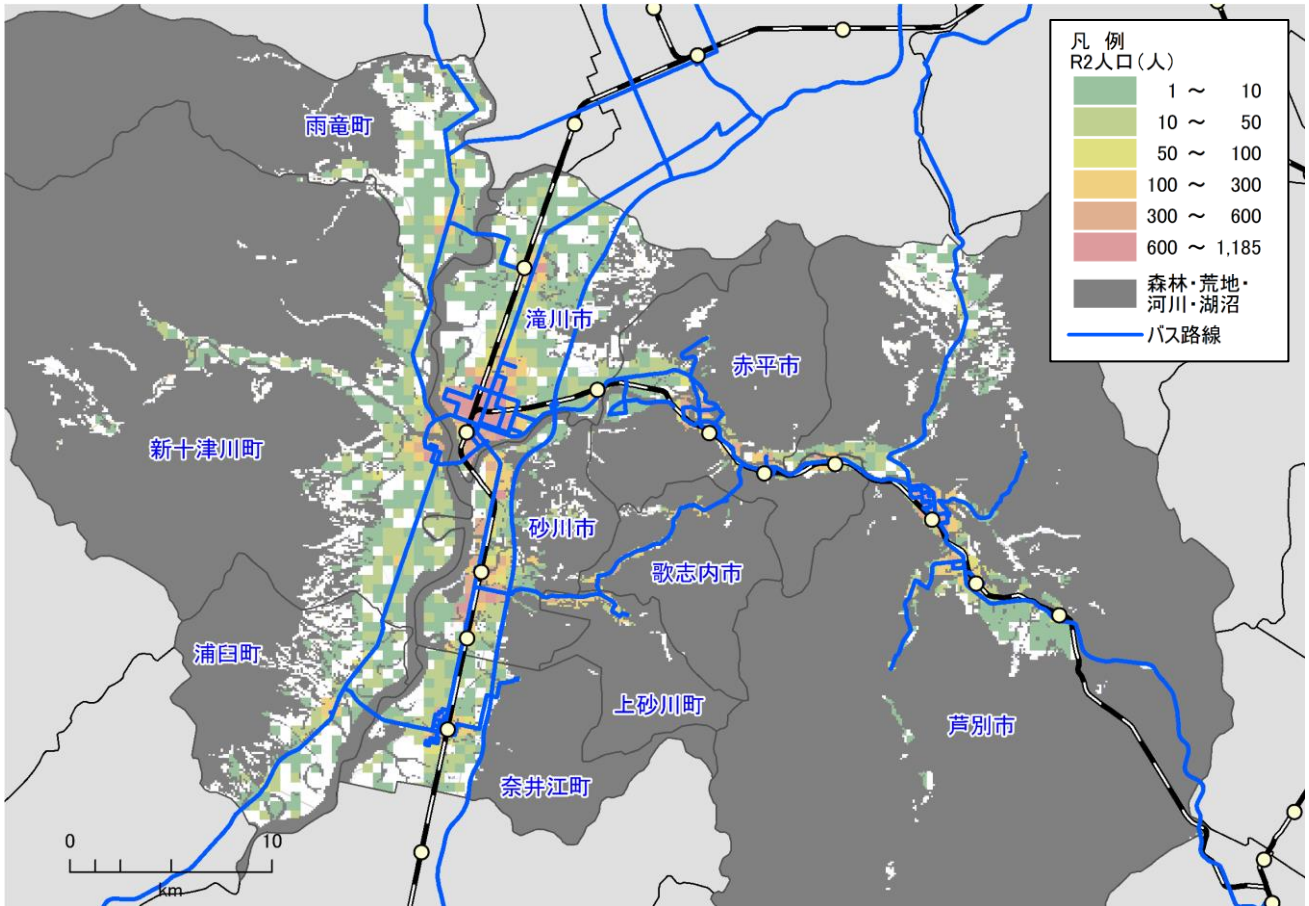 凡 例
R2人口(人)
1 ~ 10
10 ~ 50
50 ~ 100
100 ~ 300
300 ~ 600
600 ~ 1,185
森林・荒地・
河川・湖沼
バス路線
雨竜町
滝川市
赤平市
新十津川町
砂川市
歌志内市
浦臼町
上砂川町
芦別市
奈井江町
0 10
km